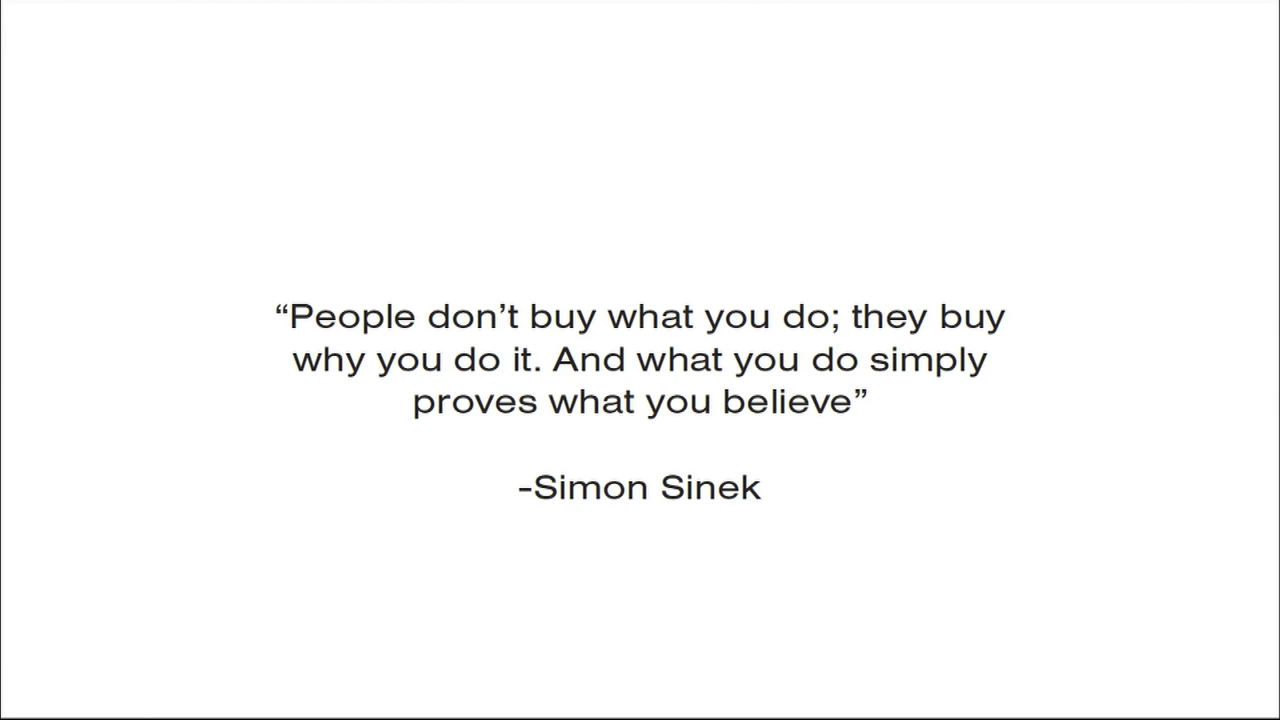 “People don’t buy what you do; they buy
why you do it. And what you do simply
proves what you believe”
-Simon Sinek